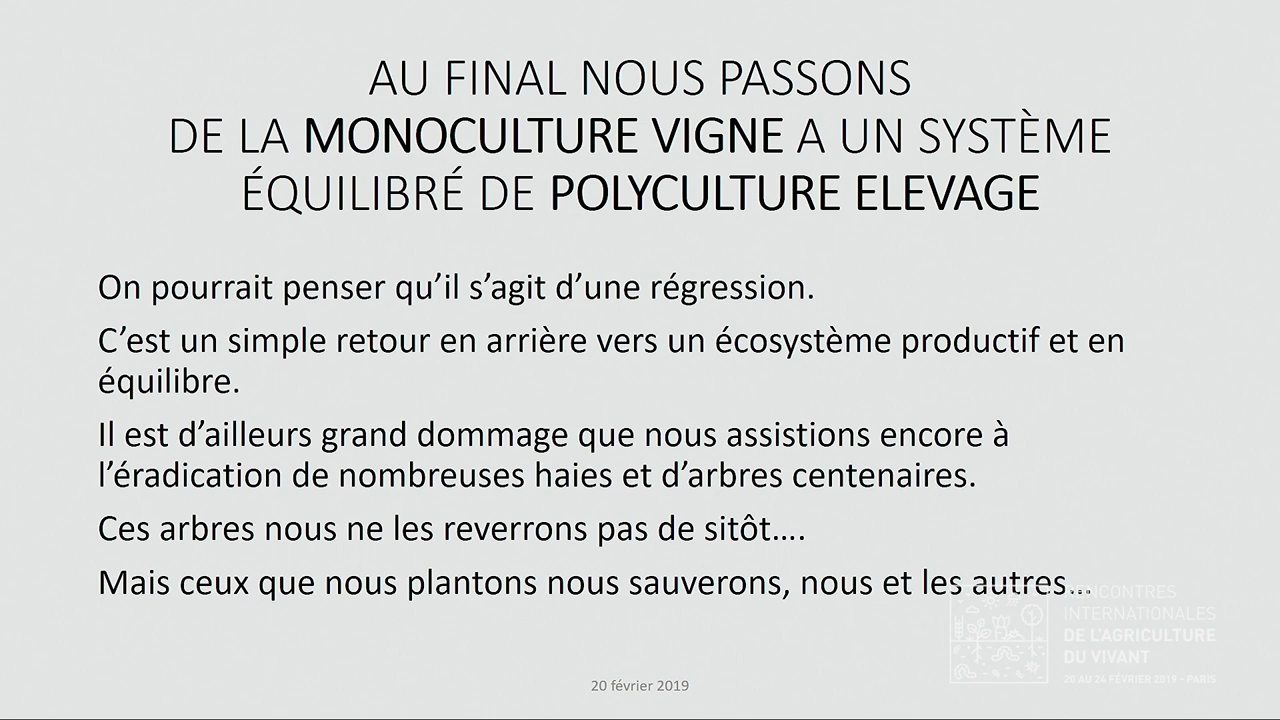 AU FINAL NOUS PASSONS
DE LA MONOCULTURE VIGNE A UN SYSTÈME
ÉQUILIBRÉ DE POLYCULTURE ELEVAGE
On pourrait penser qu’il s’agit d’une régression.
C’est un simple retour en arrière vers un écosystème productif et en
équilibre.
Il est d’ailleurs grand dommage que nous assistions encore à
l’éradication de nombreuses haies et d’arbres centenaires.
Ces arbres nous ne les reverrons pas de sitôt....
Mais ceux que nous plantons nous sauverons, nous et les autres...
RENCONTRES
INTERNATIONALES
DE L'AGRICULTURE
DU VIVANT
20 AU 24 FÉVRIER 2019 - PARIS
20 février 2019